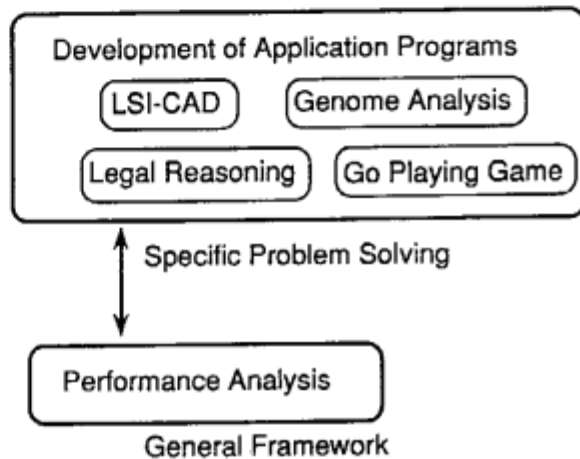 Development of Application Programs
LSI-CAD
Genome Analysis
Legal Reasoning
Go Playing Game
Specific Problem Solving
Performance Analysis
General Framework